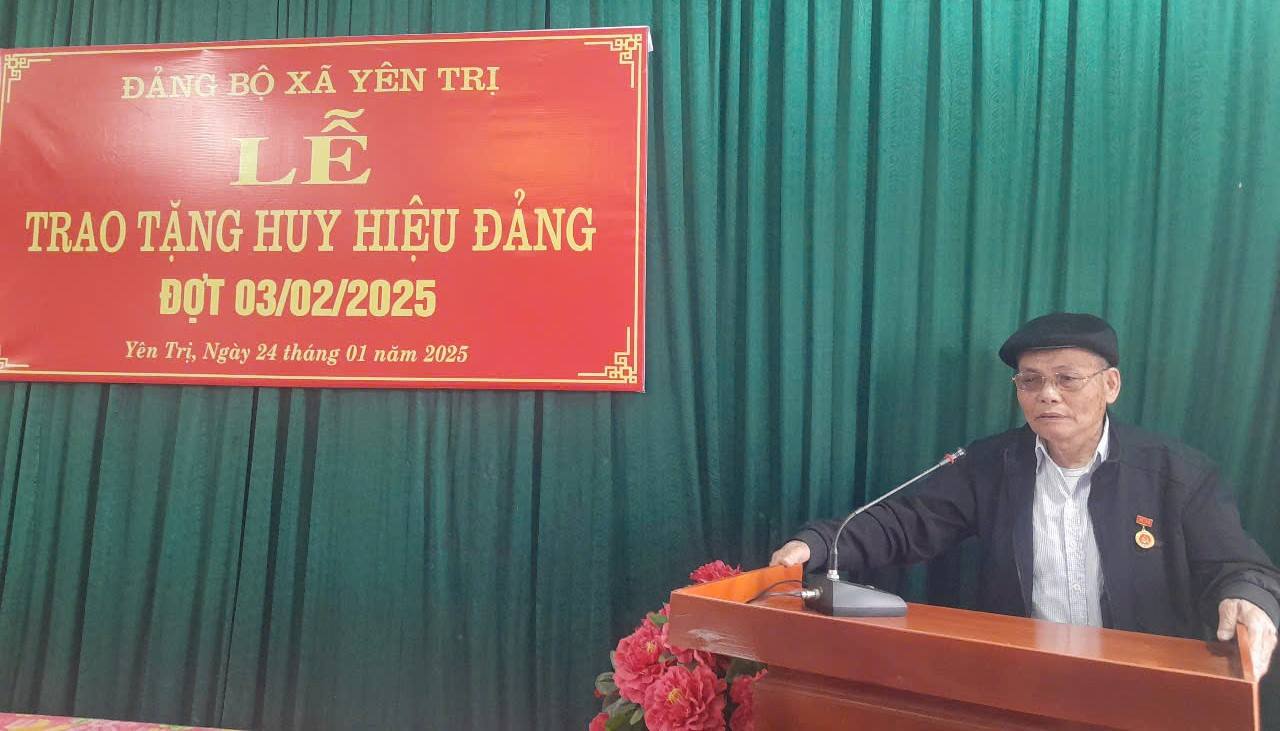 ĐẢNG BỘ XÃ YÊN TRỊ
LỄ
TRAO TẶNG HUY HIỆU ĐẢNG
ĐỢT 03/02/2025
Yên Trị, Ngày 24 tháng 01 năm 2025